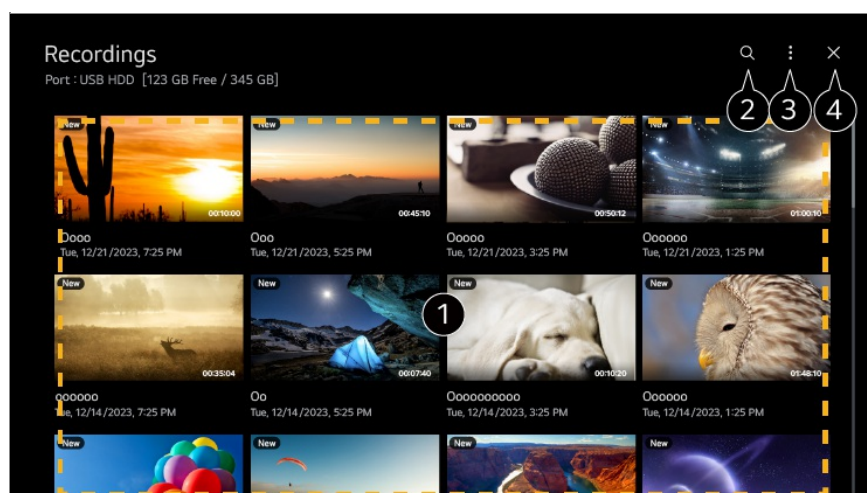 Recordings
Port : USB HDD [123 GB Free / 345 GB]
2 3 4
New New New New
00:10:00 00:45:10 00:50:12 01:00:10
Oooo Ooo Ooooo Oooooo
Tue, 12/21/2023, 7:25 PM Tue, 12/21/2023, 5:25 PM Tue, 12/21/2023, 3:25 PM Tue, 12/21/2023, 1:25 PM
New New New New
1
00:35:04 00:07:40 00:10:20 01:48:10
oooooo Oo Oooooooooo Oooooo
Tue, 12/14/2023, 7:25 PM Tue, 12/14/2023, 5:25 PM Tue, 12/14/2023, 3:25 PM Tue, 12/14/2023, 1:25 PM
New New New New